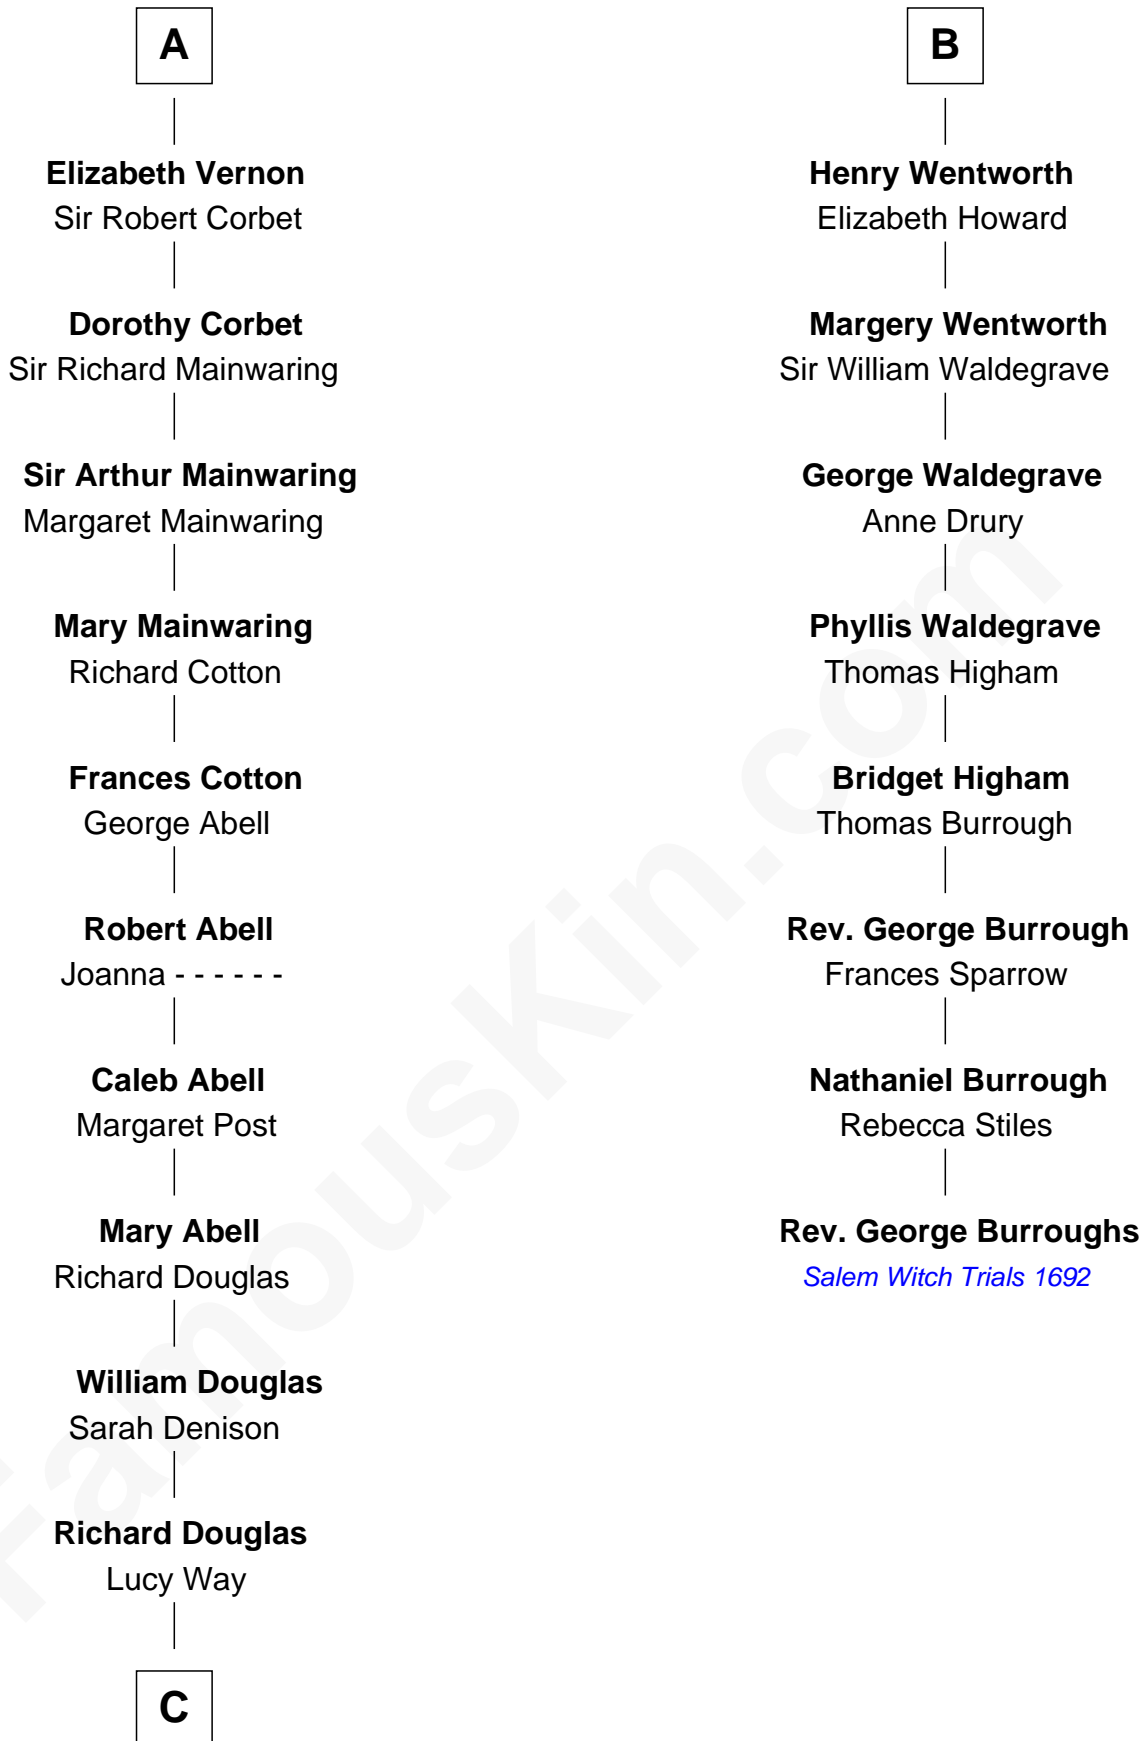 A
Elizabeth Vernon
Sir Robert Corbet
Dorothy Corbet
Sir Richard Mainwaring
Sir Arthur Mainwaring
Margaret Mainwaring
Mary Mainwaring
Richard Cotton
Frances Cotton
George Abell
Robert Abell
Joanna - - - - - -
Caleb Abell
Margaret Post
Mary Abell
Richard Douglas
William Douglas
Sarah Denison
Richard Douglas
Lucy Way
C
B
Henry Wentworth
Elizabeth Howard
Margery Wentworth
Sir William Waldegrave
George Waldegrave
Anne Drury
Phyllis Waldegrave
Thomas Higham
Bridget Higham
Thomas Burrough
Rev. George Burrough
Frances Sparrow
Nathaniel Burrough
Rebecca Stiles
Rev. George Burroughs
Salem Witch Trials 1692
FamousKin.com